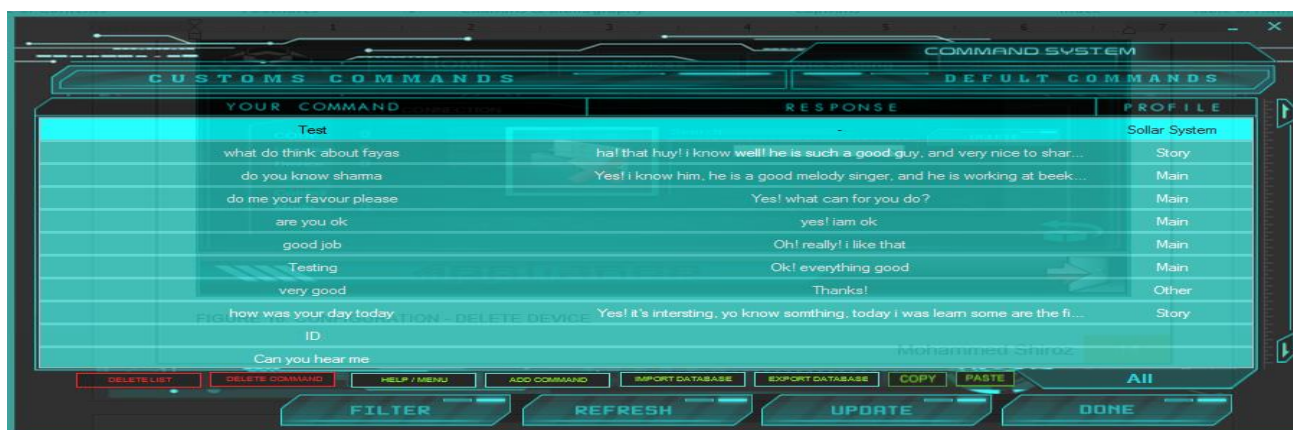 COMMAND SYSTEM
CUSTOMS COMMANDS DEFULT COMMANDS
YOUR COMMAND RESPONSE PROFILE
Test - Sollar System
what do think about fayas ha! that huy! i know well! he is such a good guy, and very nice to shar... Story
do you know sharma Yes! i know him, he is a good melody singer, and he is working at beek... Main
do me your favour please Yes! what can for you do? Main
are you ok yes! iam ok Main
good job Oh! really! i like that Main
Testing Ok! everything good Main
very good Thanks! Other
how was your day today Yes! it's intersting, yo know somthing, today i was learn some are the fi... Story
ID
Can you hear me
Mohammed Shiroz
DELETE LIST DELETE COMMAND HELP / MENU ADD COMMAND IMPORT DATABASE EXPORT DATABASE COPY PASTE All
FILTER REFRESH UPDATE DONE